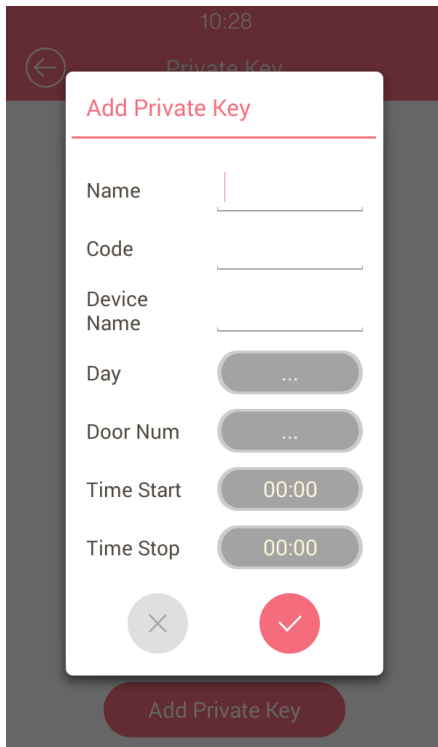 10:28
Private Key
Add Private Key
Name
Code
Device
Name
Day
...
Door Num
...
Time Start
00:00
Time Stop
00:00
Add Private Key